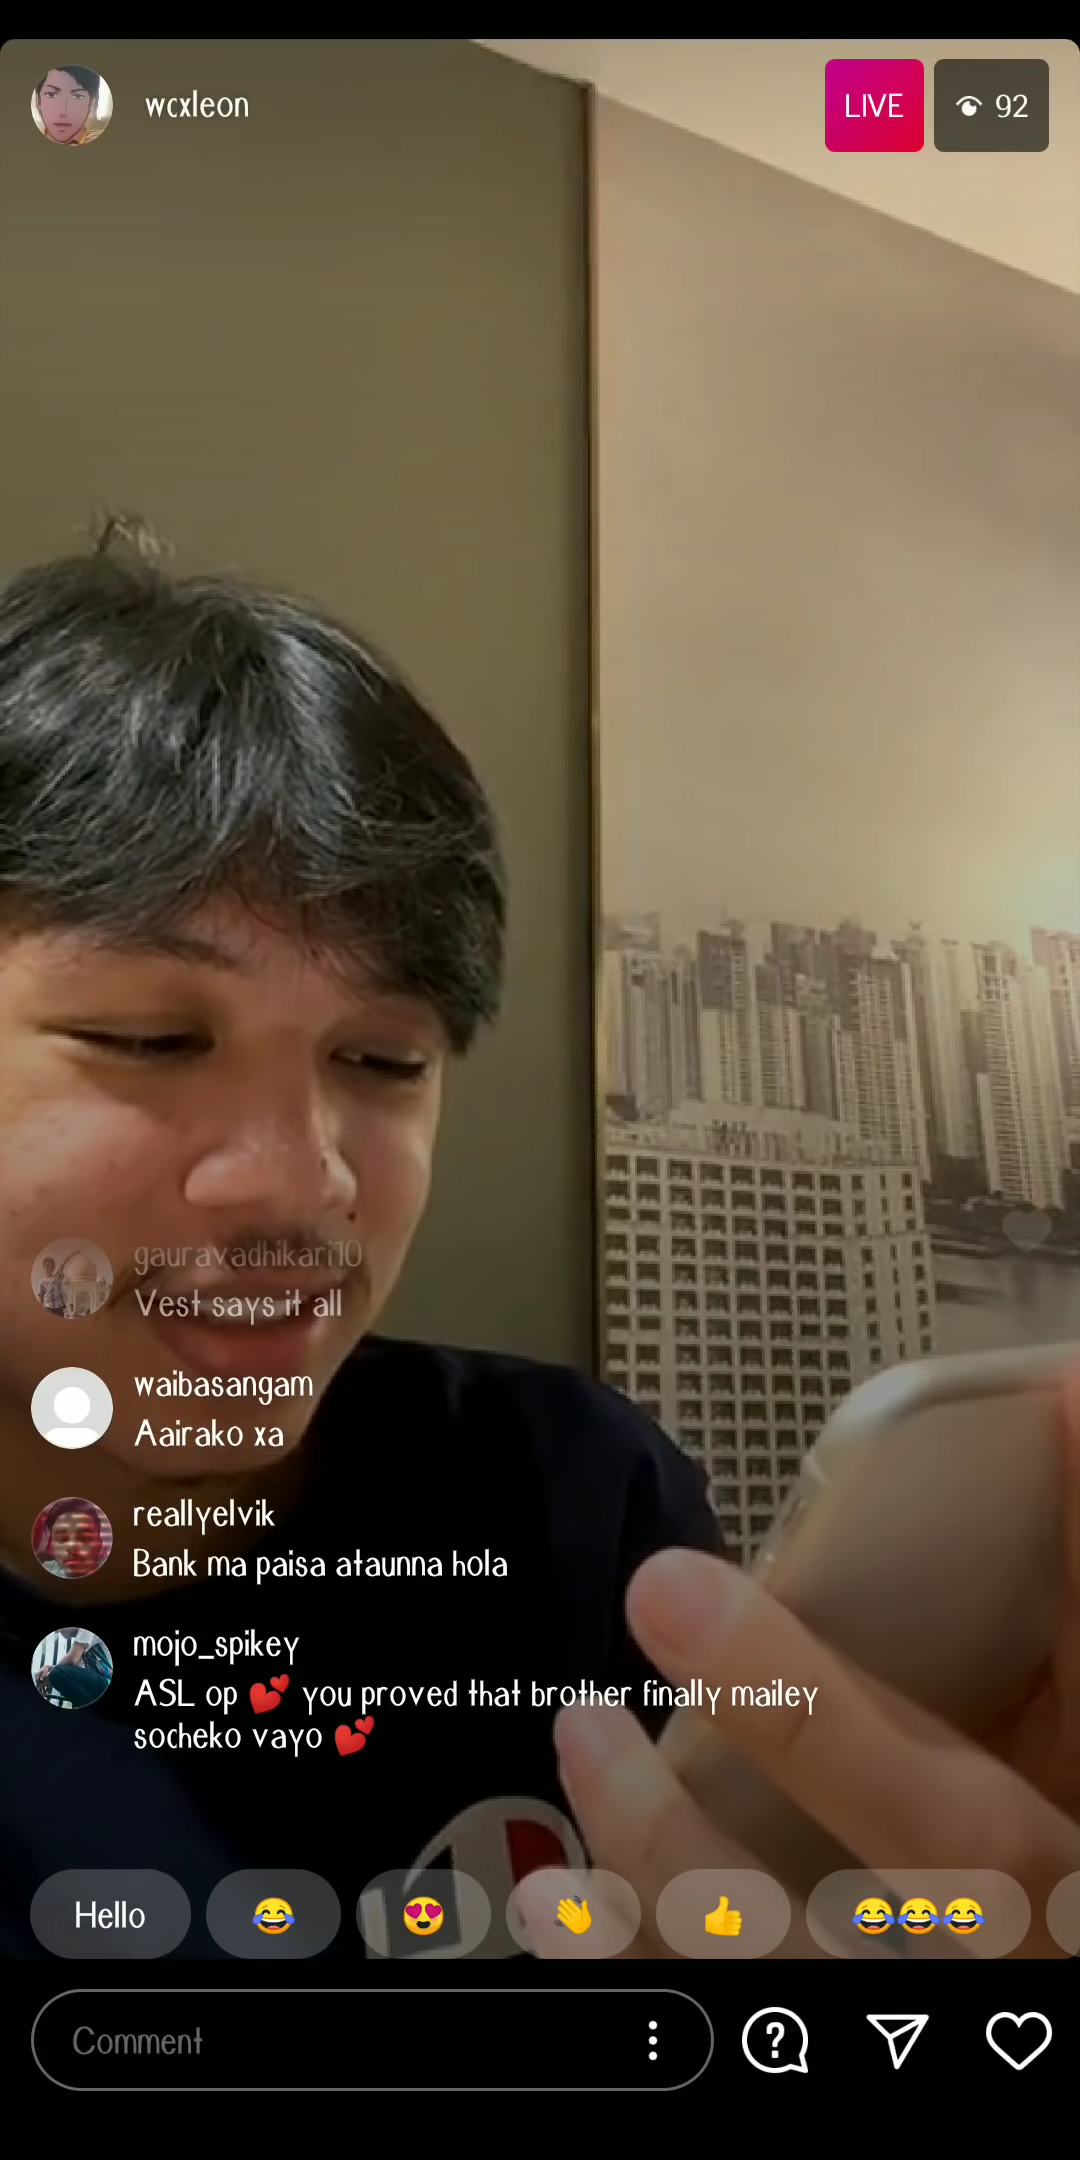 wcxleon
LIVE
92
gauravadhikari10
Vest says it all
waibasangam
Aairako xa
reallyelvik
Bank ma paisa ataunna hola
mojo_spikey
ASL op 💕 you proved that brother finally mailey
socheko vayo 💕
Hello
😂
😍
👋
👍
😂😂😂
Comment